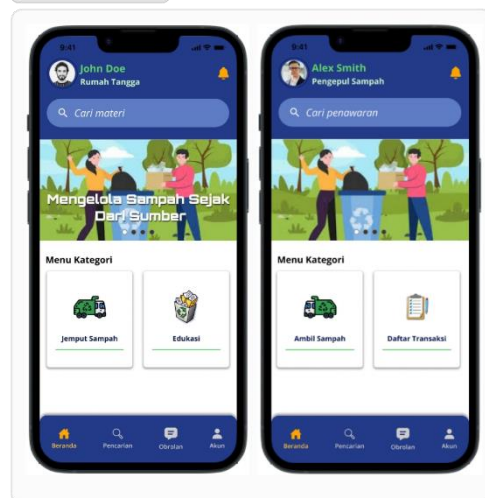 9:41
John Doe
Rumah Tangga
Cari materi
Mengelola Sampah Sejak
Dari Sumber
Menu Kategori
Jemput Sampah
Edukasi
Beranda
Pencarian
Obrolan
Akun
9:41
Alex Smith
Pengepul Sampah
Cari penawaran
Menu Kategori
Ambil Sampah
Daftar Transaksi
Beranda
Pencarian
Obrolan
Akun